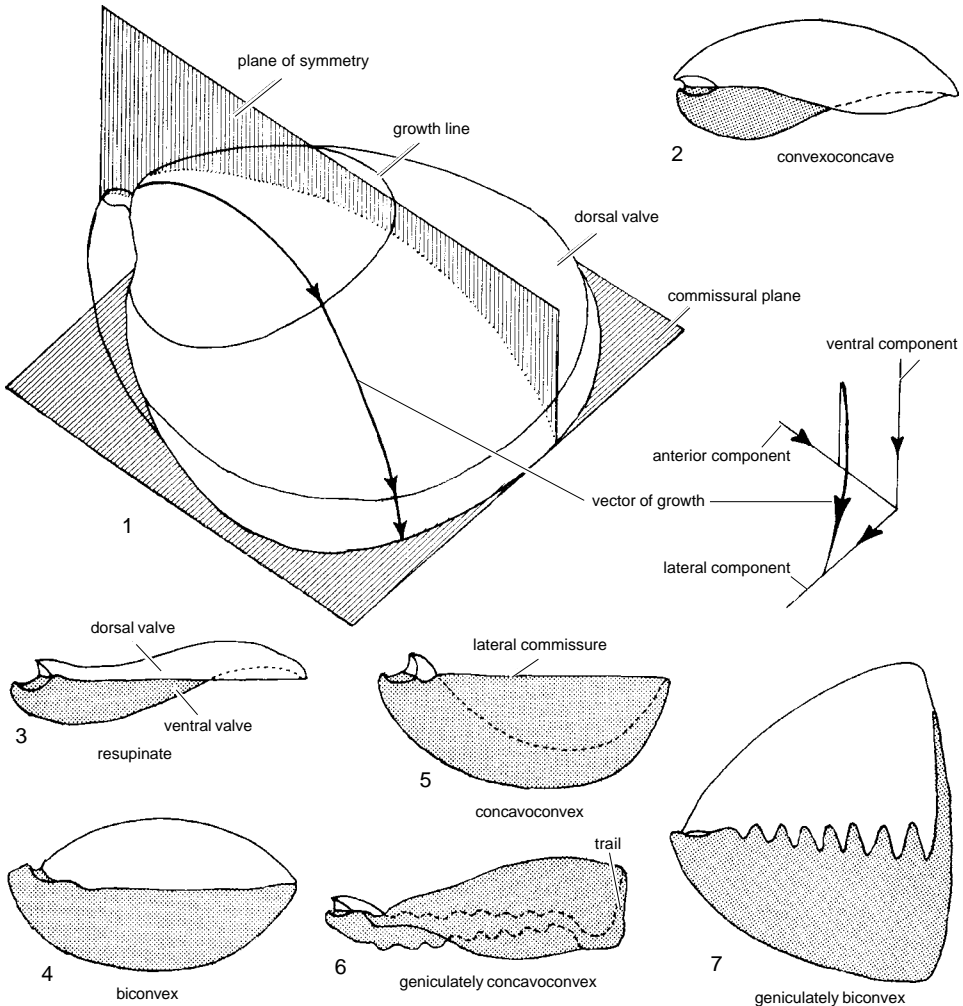 plane of symmetry
growth line
dorsal valve
commissural plane
1
2
convexoconcave
ventral component
anterior component
vector of growth
lateral component
dorsal valve
ventral valve
3
resupinate
lateral commissure
5
concavoconvex
4
biconvex
trail
6
geniculately concavoconvex
7
geniculately biconvex